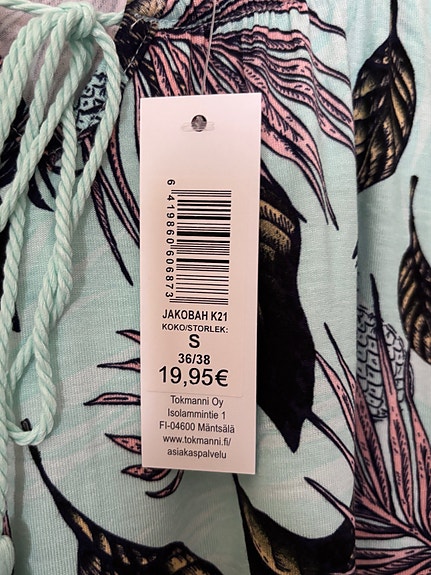 6 419860 606873
JAKOBAH K21
KOKO/STORLEK:
S
36/38
19,95€
Tokmanni Oy
Isolammintie 1
FI-04600 Mäntsälä
www.tokmanni.fi/
asiakaspalvelu